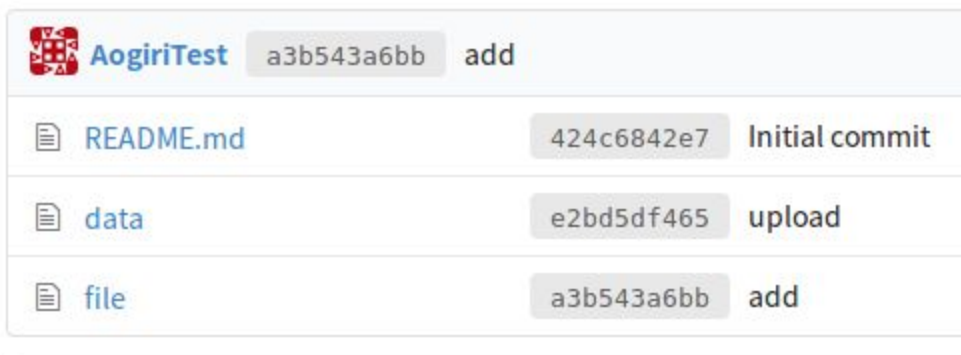 AogiriTest a3b543a6bb add
README.md 424c6842e7 Initial commit
data e2bd5df465 upload
file a3b543a6bb add